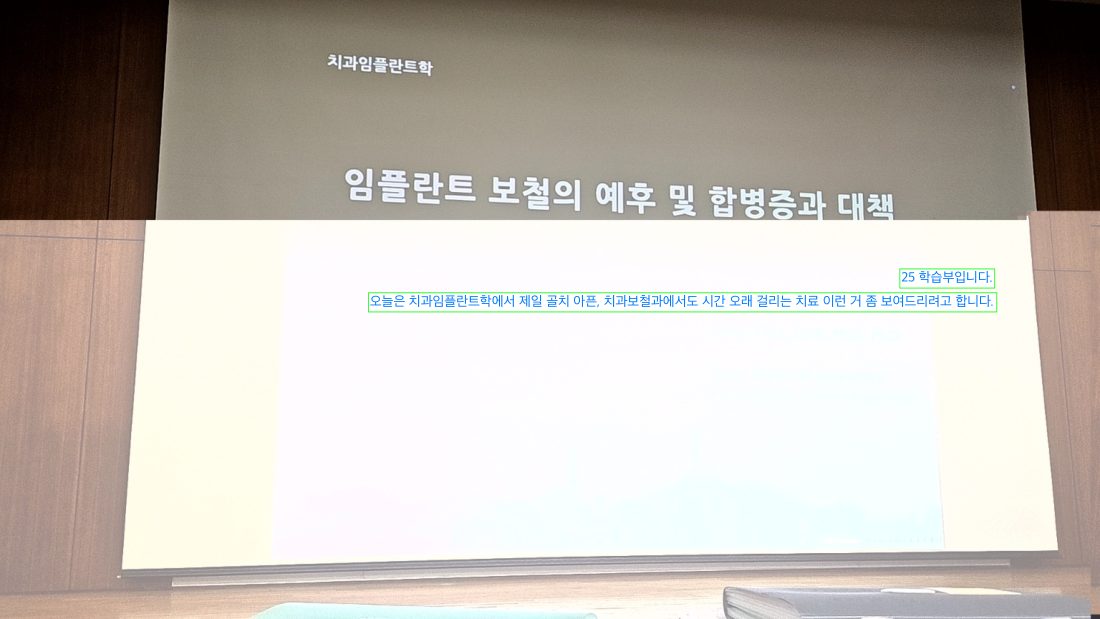 치과임플란트학
임플란트 보철의 예후 및 합병증과 대책
25 학습부입니다.
오늘은 치과임플란트학에서 제일 골치 아픈, 치과보철과에서도 시간 오래 걸리는 치료 이런 거 좀 보여드리려고 합니다.